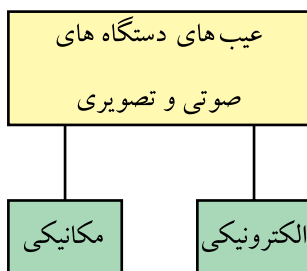 عیب‌های دستگاه های
صوتی و تصویری
الکترونیکی
مکانیکی